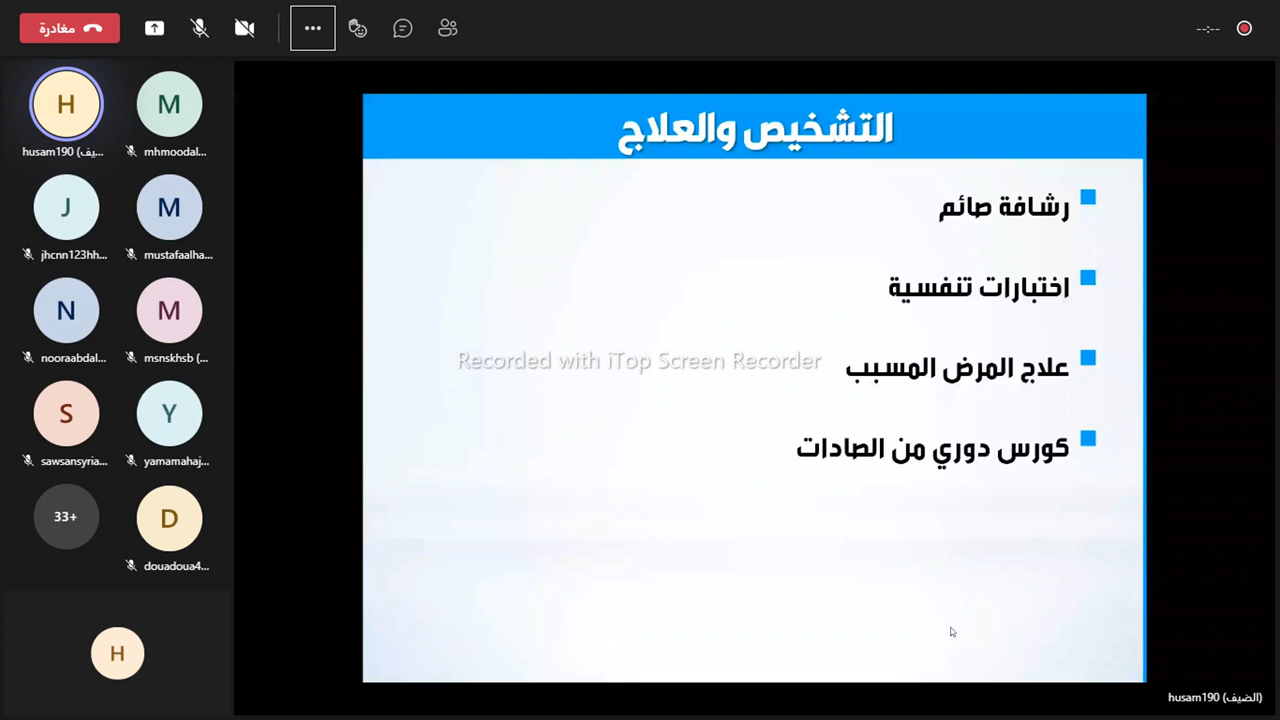 مغادرة
--:--
H
M
husam190 (ضيف)...
mhmoodal...
J
M
jhcnn123hh...
mustafaalha...
N
M
nooraabdal...
msnskhsb (...
S
Y
sawsansyria...
yamamahaj...
33+
D
douadoua4...
H
التشخيص والعلاج
رشافة صائم
اختبارات تنفسية
علاج المرض المسبب
كورس دوري من الصادات
Recorded with iTop Screen Recorder
husam190 (الضيف)